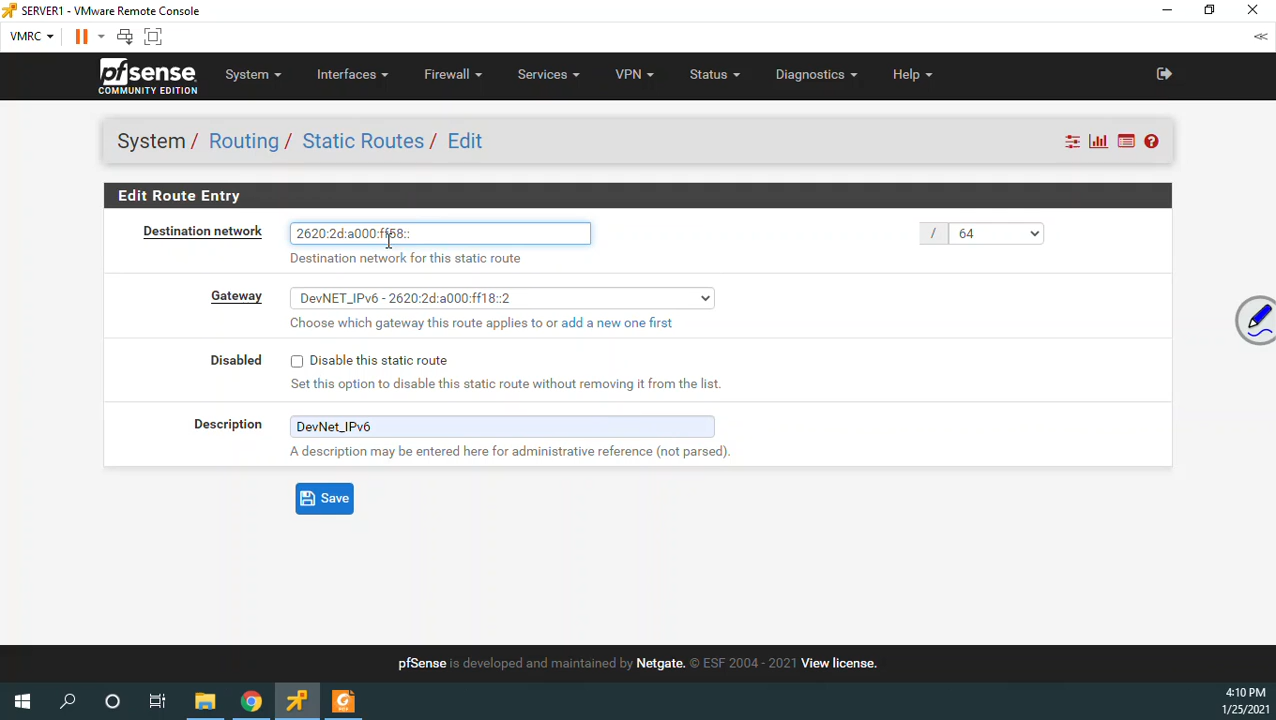 SERVER1 - VMware Remote Console
VMRC
pfsense COMMUNITY EDITION
System Interfaces Firewall Services VPN Status Diagnostics Help
System / Routing / Static Routes / Edit
Edit Route Entry
Destination network 2620:2d:a000:ff58:: / 64
Destination network for this static route
Gateway DevNET_IPv6 - 2620:2d:a000:ff18::2
Choose which gateway this route applies to or add a new one first
Disabled Disable this static route
Set this option to disable this static route without removing it from the list.
Description DevNet_IPv6
A description may be entered here for administrative reference (not parsed).
Save
pfSense is developed and maintained by Netgate. © ESF 2004 - 2021 View license.
4:10 PM
1/25/2021